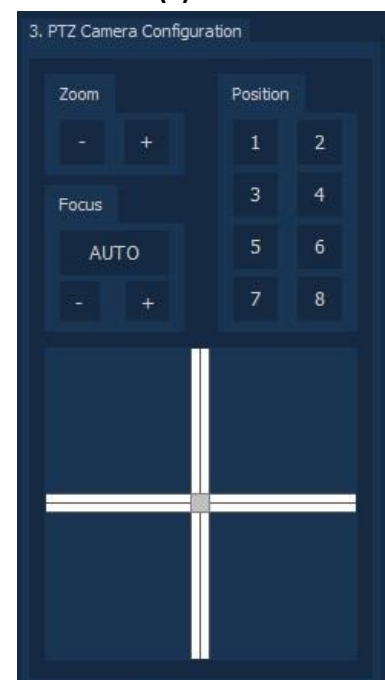 3. PTZ Camera Configuration
Zoom
- +
Focus
AUTO
- +
Position
1 2
3 4
5 6
7 8